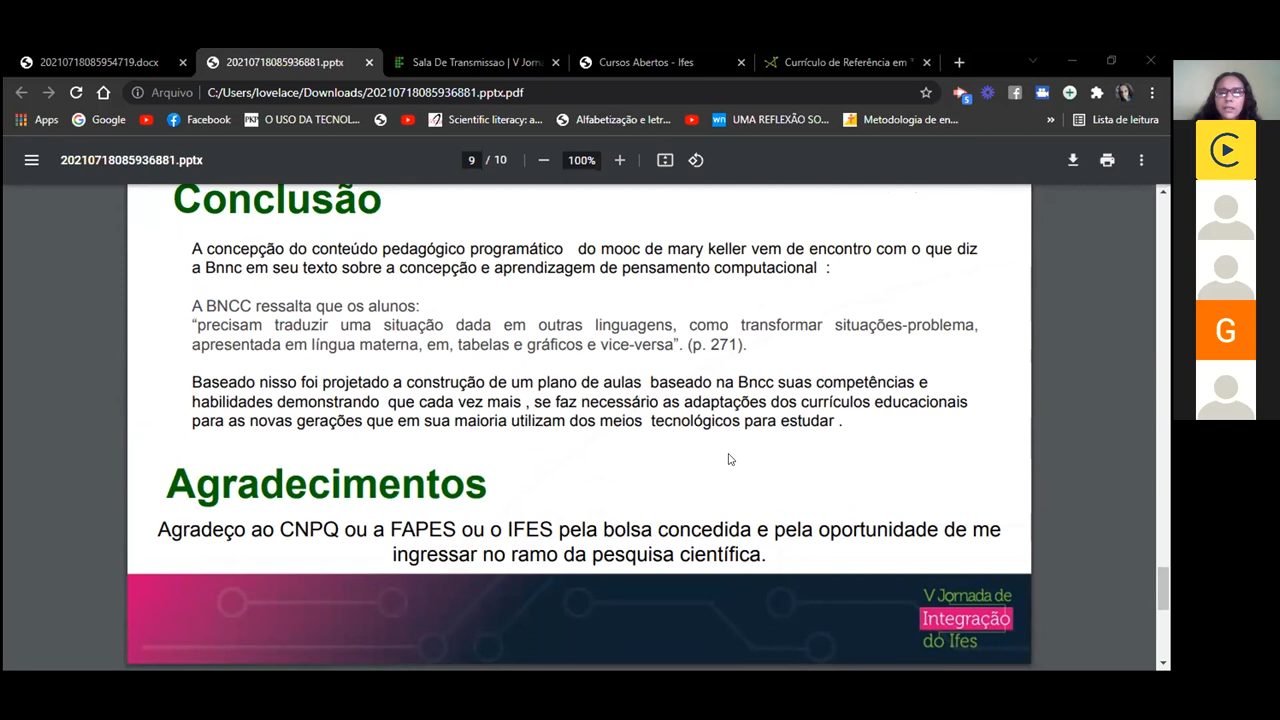 20210718085954719.docx
20210718085936881.pptx
Sala De Transmissao | V Jorn
Cursos Abertos - Ifes
Currículo de Referência em
Arquivo
C:/Users/lovelace/Downloads/20210718085936881.pptx.pdf
5
Apps
Google
Facebook
O USO DA TECNOL...
Scientific literacy: a...
Alfabetização e letr...
wn
UMA REFLEXÃO SO...
Metodologia de en...
»
Lista de leitura
20210718085936881.pptx
9 / 10
100%
Conclusão
A concepção do conteúdo pedagógico programático do mooc de mary keller vem de encontro com o que diz
a Bnnc em seu texto sobre a concepção e aprendizagem de pensamento computacional :
A BNCC ressalta que os alunos:
“precisam traduzir uma situação dada em outras linguagens, como transformar situações-problema,
apresentada em língua materna, em, tabelas e gráficos e vice-versa”. (p. 271).
Baseado nisso foi projetado a construção de um plano de aulas baseado na Bncc suas competências e
habilidades demonstrando que cada vez mais , se faz necessário as adaptações dos currículos educacionais
para as novas gerações que em sua maioria utilizam dos meios tecnológicos para estudar .
Agradecimentos
Agradeço ao CNPQ ou a FAPES ou o IFES pela bolsa concedida e pela oportunidade de me
ingressar no ramo da pesquisa científica.
V Jornada de
Integração
do Ifes
G